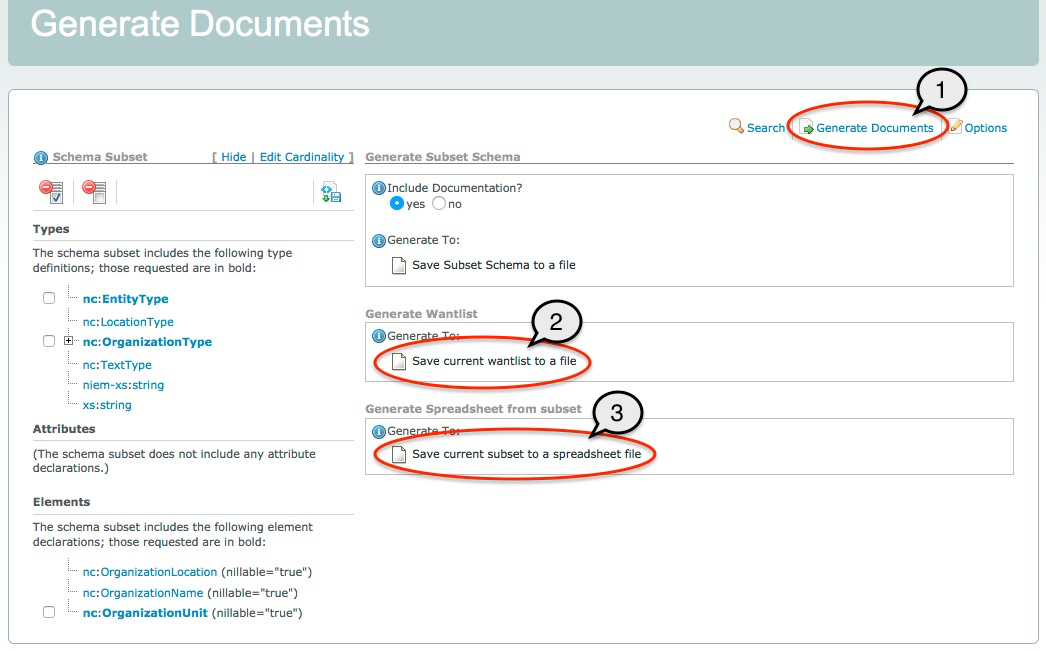 Generate Documents
1
Search Generate Documents Options
Schema Subset [ Hide | Edit Cardinality ]
Types
The schema subset includes the following type
definitions; those requested are in bold:
nc:EntityType
nc:LocationType
nc:OrganizationType
nc:TextType
niem-xs:string
xs:string
Attributes
(The schema subset does not include any attribute
declarations.)
Elements
The schema subset includes the following element
declarations; those requested are in bold:
nc:OrganizationLocation (nillable="true")
nc:OrganizationName (nillable="true")
nc:OrganizationUnit (nillable="true")
Generate Subset Schema
Include Documentation?
yes no
Generate To:
Save Subset Schema to a file
Generate Wantlist
2
Generate To:
Save current wantlist to a file
Generate Spreadsheet from subset
3
Generate To:
Save current subset to a spreadsheet file